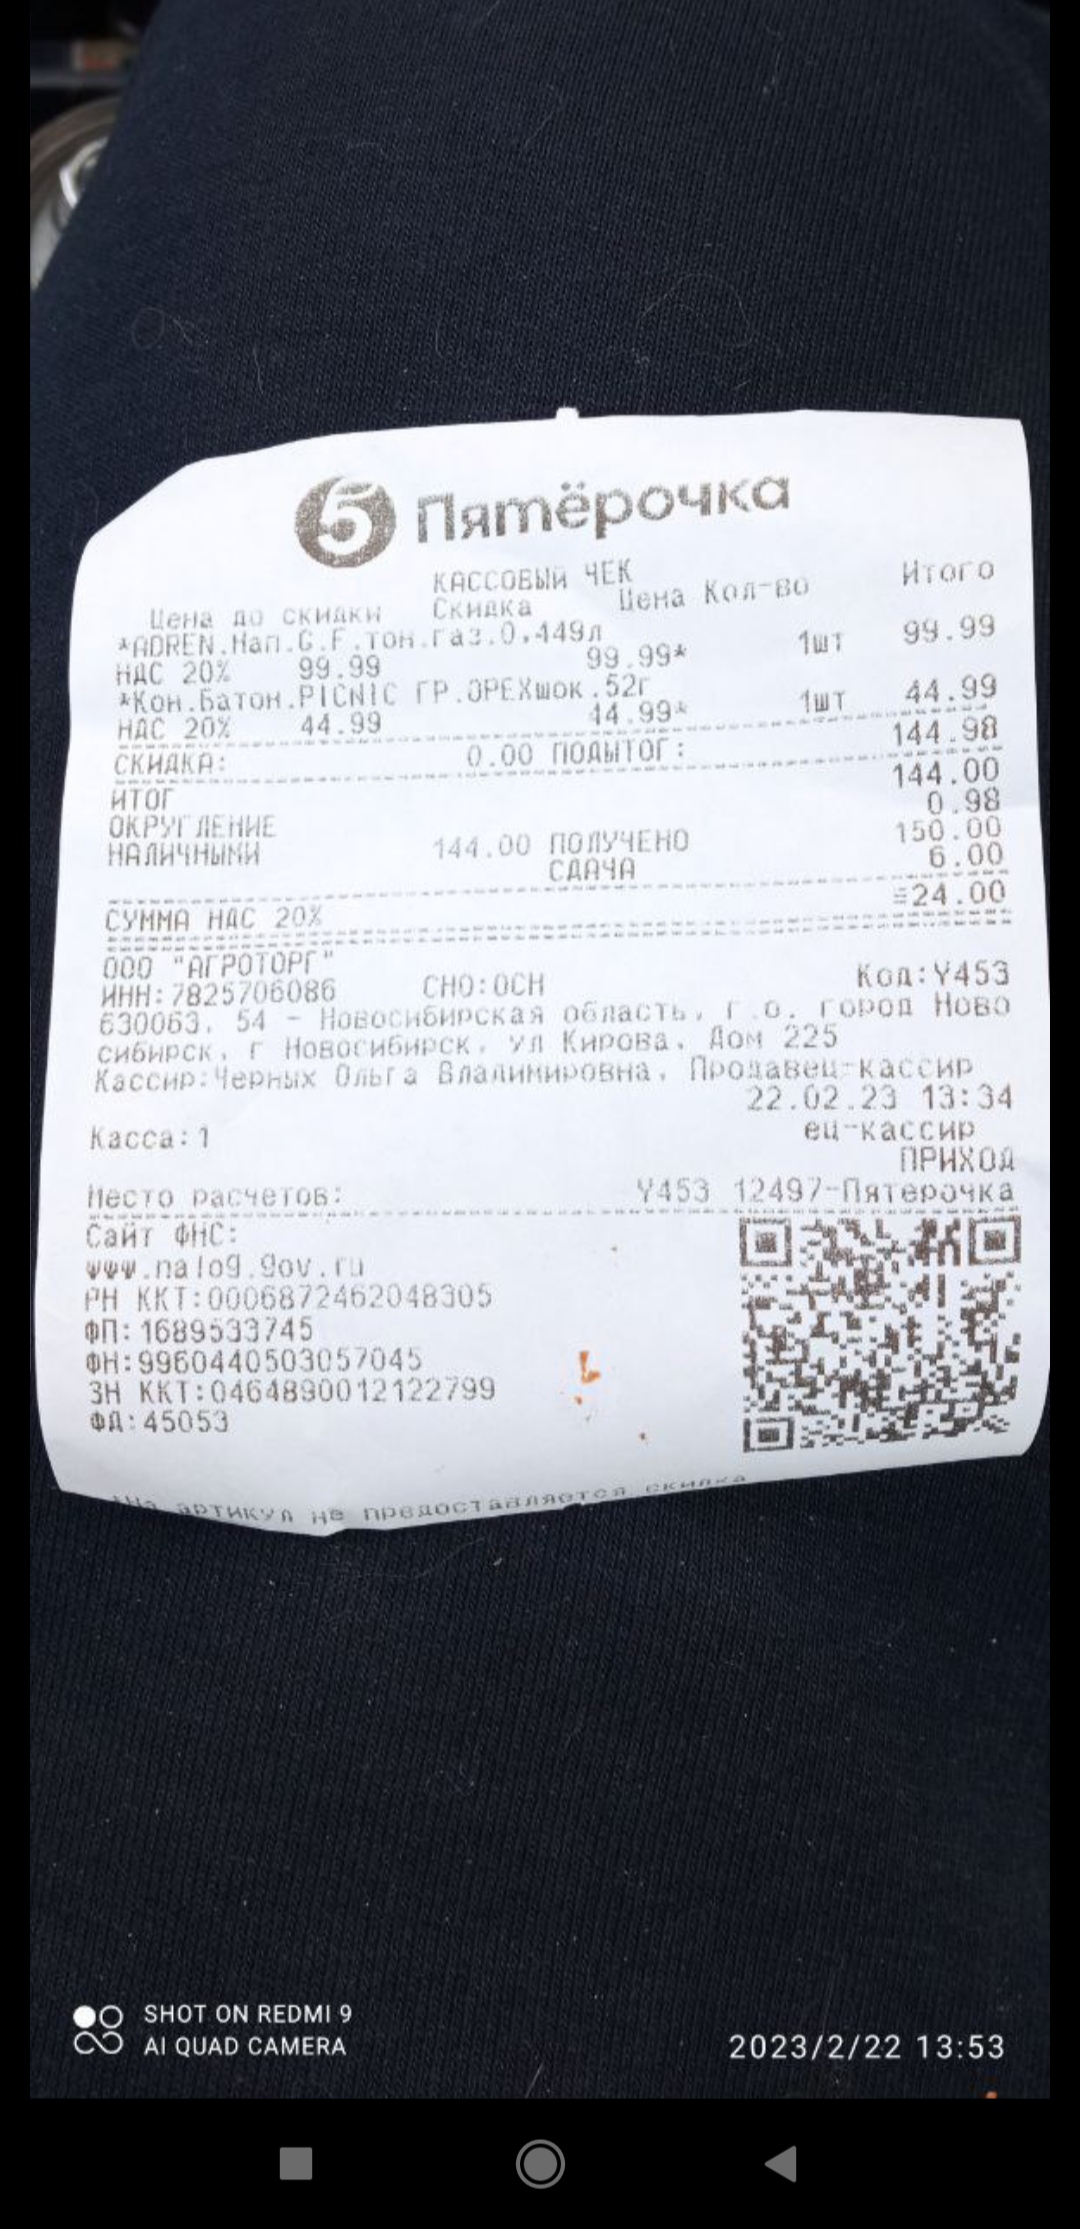 5 Пятёрочка
КАССОВЫЙ ЧЕК
Цена до скидки Скидка Цена Кол-во Итого
*ADREN.Нап.G.F.тон.газ.0,449л
НДС 20% 99.99 99.99* 1шт 99.99
*Кон.Батон.PICNIC ГР.ОРЕХшок.52г
НДС 20% 44.99 44.99* 1шт 44.99
СКИДКА: 0.00 ПОДЫТОГ: 144.98
ИТОГ 144.00
ОКРУГЛЕНИЕ 0.98
НАЛИЧНЫМИ 144.00 ПОЛУЧЕНО 150.00
СДАЧА 6.00
СУММА НДС 20% =24.00
ООО "АГРОТОРГ"
ИНН:7825706086 СНО:ОСН Код:Y453
630063, 54 - Новосибирская область, г.о. город Ново
сибирск, г Новосибирск, ул Кирова, Дом 225
Кассир:Черных Ольга Владимировна, Продавец-кассир
22.02.23 13:34
Касса:1 ец-кассир
ПРИХОД
Место расчетов: Y453 12497-Пятерочка
Сайт ФНС:
www.nalog.gov.ru
РН ККТ:0006872462048305
ФП:1689533745
ФН:9960440503057045
ЗН ККТ:0464890012122799
ФД:45053
*На артикул не предоставляется скидка
SHOT ON REDMI 9
AI QUAD CAMERA
2023/2/22 13:53